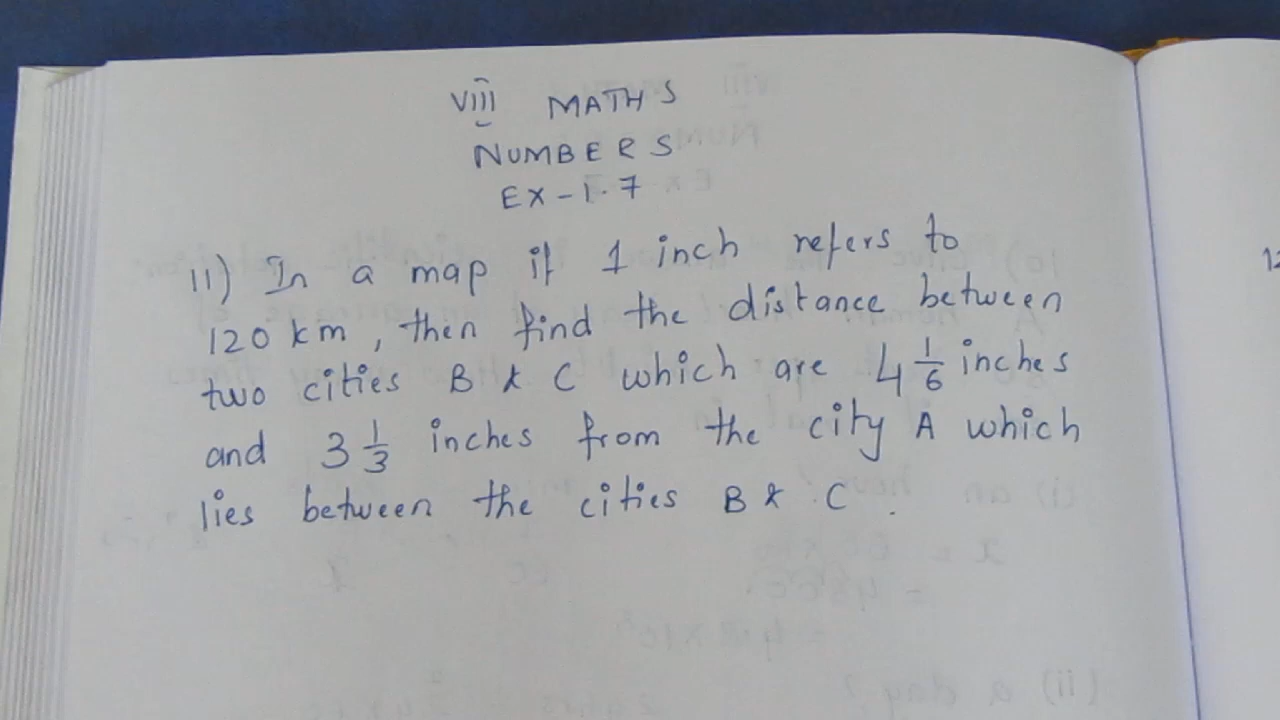 VIII MATHS
NUMBERS
EX-1.7
11) In a map if 1 inch refers to
120 km, then find the distance between
two cities B & C which are 4 1/6 inches
and 3 1/3 inches from the city A which
lies between the cities B & C.
12